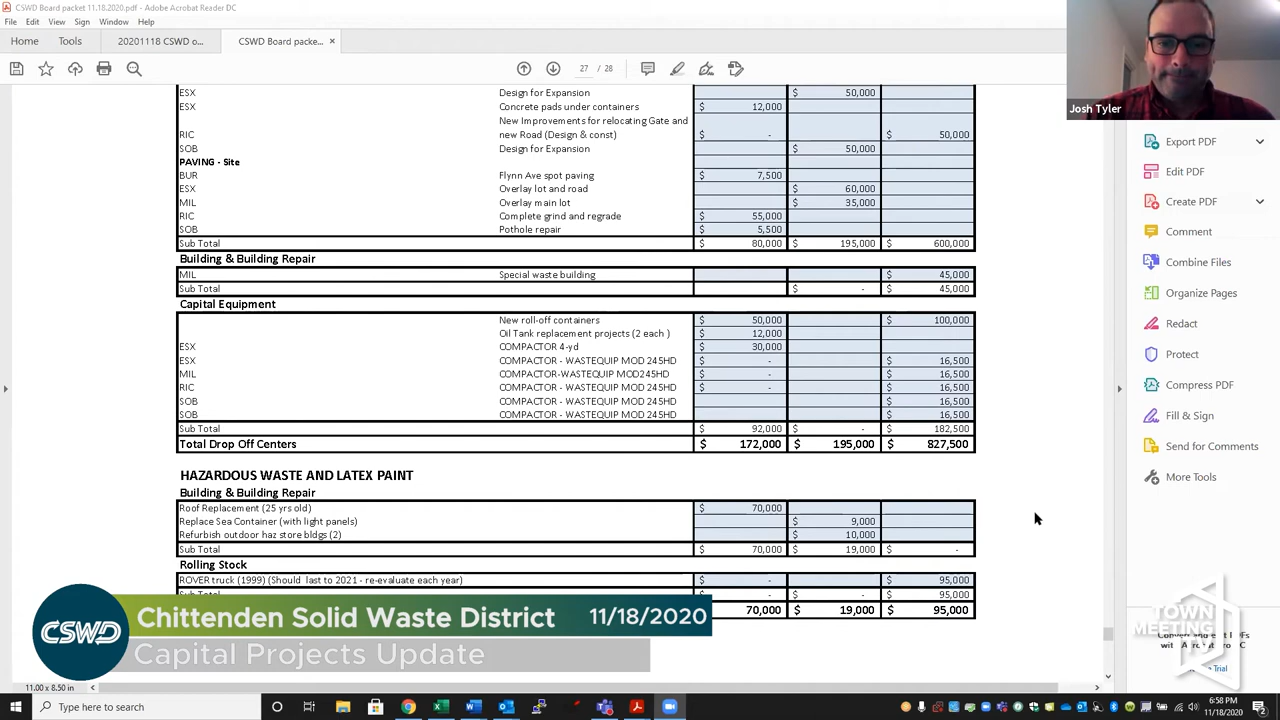 CSWD Board packet 11.18.2020.pdf - Adobe Acrobat Reader DC
File Edit View Sign Window Help
Home Tools 20201118 CSWD o... CSWD Board packe... ×
27 / 28
ESX Design for Expansion $ 50,000
ESX Concrete pads under containers $ 12,000
New Improvements for relocating Gate and
RIC new Road (Design & const) $ - $ 50,000
SOB Design for Expansion $ 50,000
PAVING - Site
BUR Flynn Ave spot paving $ 7,500
ESX Overlay lot and road $ 60,000
MIL Overlay main lot $ 35,000
RIC Complete grind and regrade $ 55,000
SOB Pothole repair $ 5,500
Sub Total $ 80,000 $ 195,000 $ 600,000
Building & Building Repair
MIL Special waste building $ 45,000
Sub Total $ - $ 45,000
Capital Equipment
New roll-off containers $ 50,000 $ 100,000
Oil Tank replacement projects (2 each ) $ 12,000
ESX COMPACTOR 4-yd $ 30,000
ESX COMPACTOR - WASTEQUIP MOD 245HD $ - $ 16,500
MIL COMPACTOR-WASTEQUIP MOD245HD $ - $ 16,500
RIC COMPACTOR - WASTEQUIP MOD 245HD $ - $ 16,500
SOB COMPACTOR - WASTEQUIP MOD 245HD $ 16,500
SOB COMPACTOR - WASTEQUIP MOD 245HD $ 16,500
Sub Total $ 92,000 $ - $ 182,500
Total Drop Off Centers $ 172,000 $ 195,000 $ 827,500
HAZARDOUS WASTE AND LATEX PAINT
Building & Building Repair
Roof Replacement (25 yrs old) $ 70,000
Replace Sea Container (with light panels) $ 9,000
Refurbish outdoor haz store bldgs (2) $ 10,000
Sub Total $ 70,000 $ 19,000 $ -
Rolling Stock
ROVER truck (1999) (Should last to 2021 - re-evaluate each year) $ - $ 95,000
$ - $ - $ 95,000
70,000 $ 19,000 $ 95,000
Josh Tyler
Export PDF
Edit PDF
Create PDF
Comment
Combine Files
Organize Pages
Redact
Protect
Compress PDF
Fill & Sign
Send for Comments
More Tools
CSWD
Chittenden Solid Waste District 11/18/2020
Capital Projects Update
TOWN
MEETING
TV
Trial
11.00 x 8.50 in
Type here to search
6:58 PM
11/18/2020
2